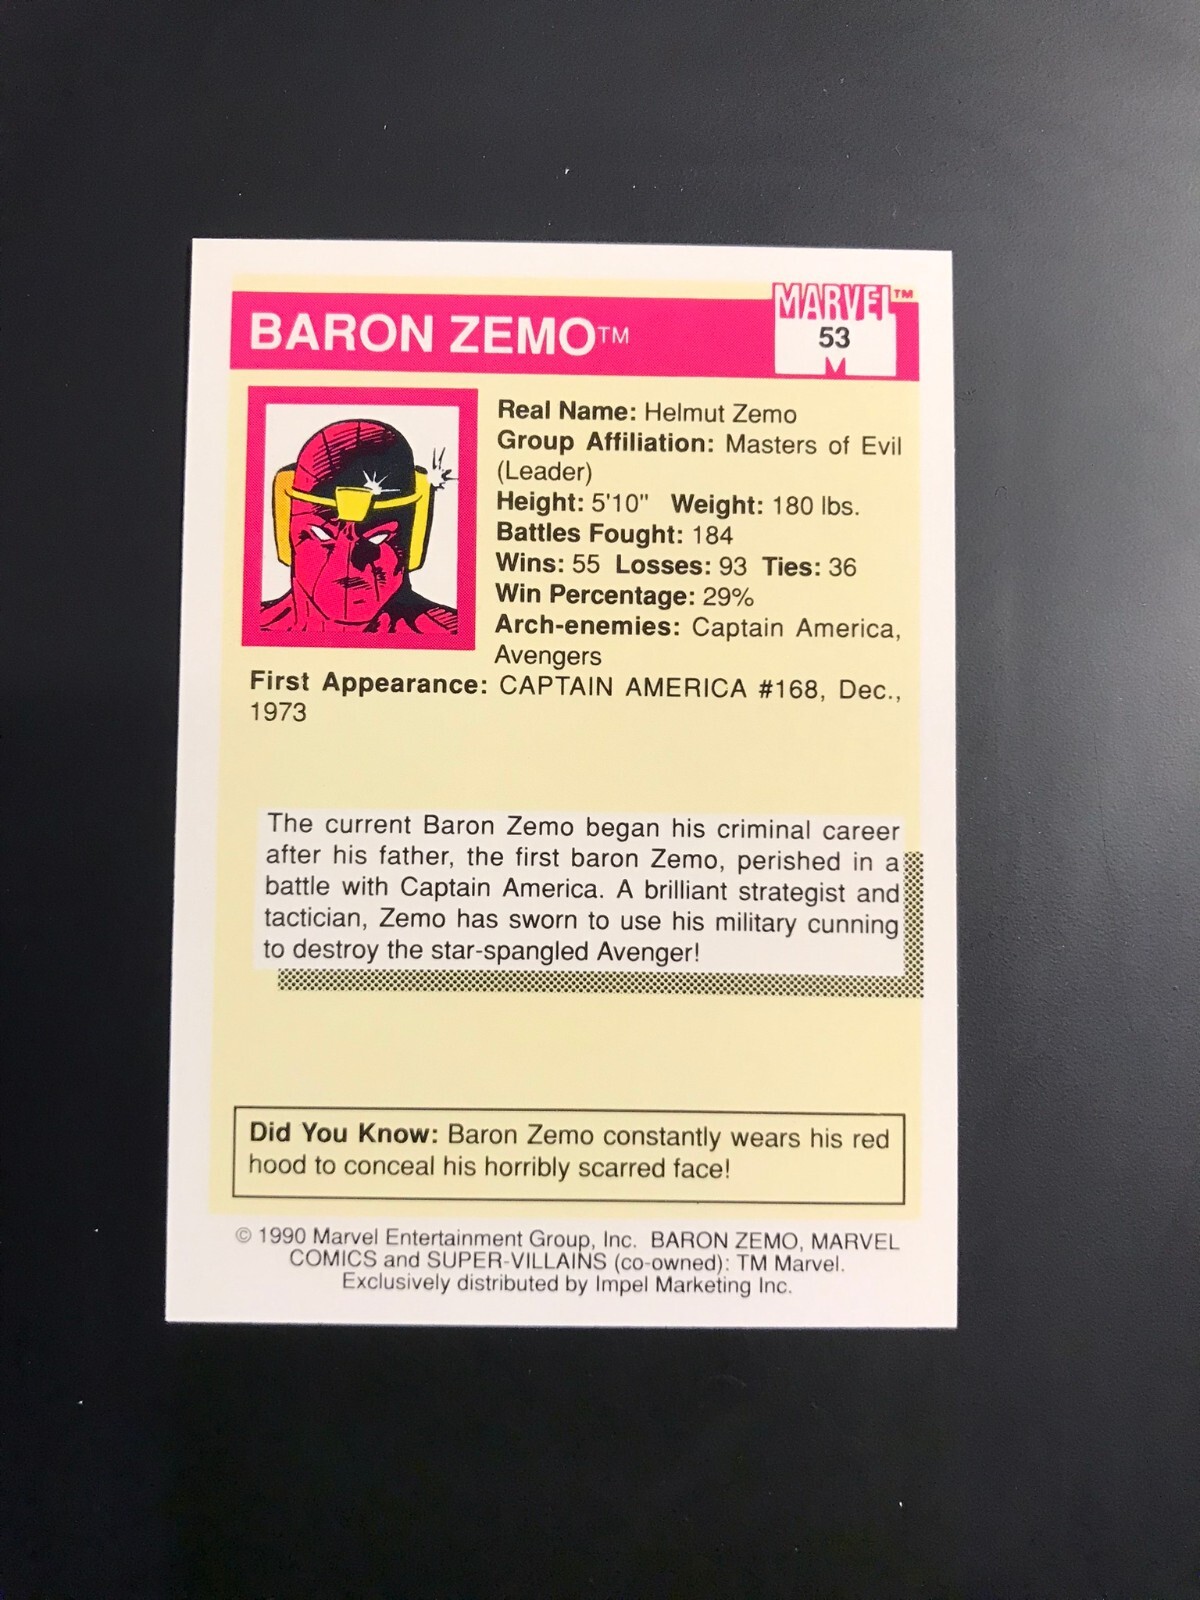 BARON ZEMO™
MARVEL™
53
Real Name: Helmut Zemo
Group Affiliation: Masters of Evil
(Leader)
Height: 5'10" Weight: 180 lbs.
Battles Fought: 184
Wins: 55 Losses: 93 Ties: 36
Win Percentage: 29%
Arch-enemies: Captain America,
Avengers
First Appearance: CAPTAIN AMERICA #168, Dec.,
1973
The current Baron Zemo began his criminal career
after his father, the first baron Zemo, perished in a
battle with Captain America. A brilliant strategist and
tactician, Zemo has sworn to use his military cunning
to destroy the star-spangled Avenger!
Did You Know: Baron Zemo constantly wears his red
hood to conceal his horribly scarred face!
© 1990 Marvel Entertainment Group, Inc. BARON ZEMO, MARVEL
COMICS and SUPER-VILLAINS (co-owned): TM Marvel.
Exclusively distributed by Impel Marketing Inc.